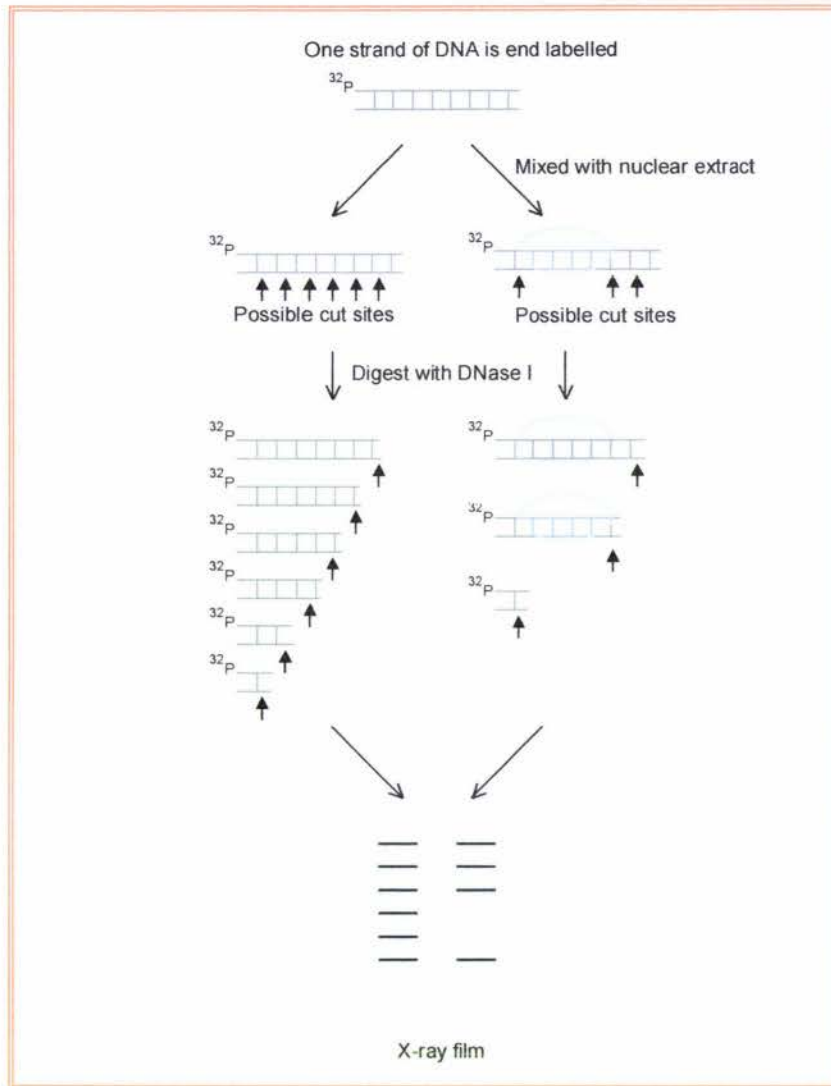 One strand of DNA is end labelled
32P
Mixed with nuclear extract
32P
32P
Possible cut sites
Possible cut sites
Digest with DNase I
32P
32P
32P
32P
32P
32P
32P
32P
32P
X-ray film